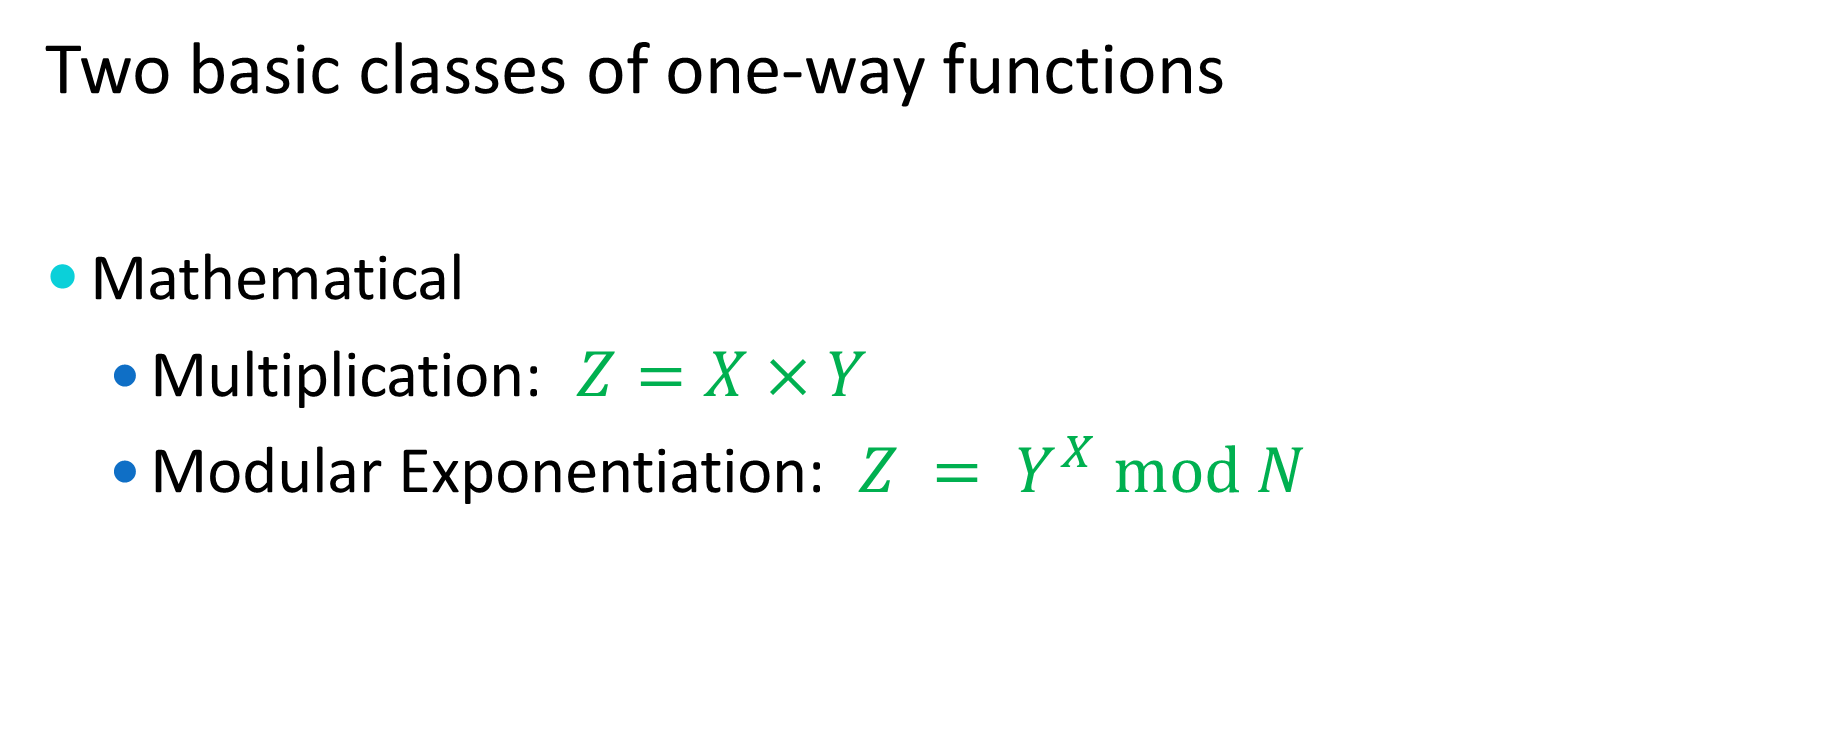 Two basic classes of one-way functions
• Mathematical
• Multiplication: Z = X × Y
• Modular Exponentiation: Z = Y^X mod N